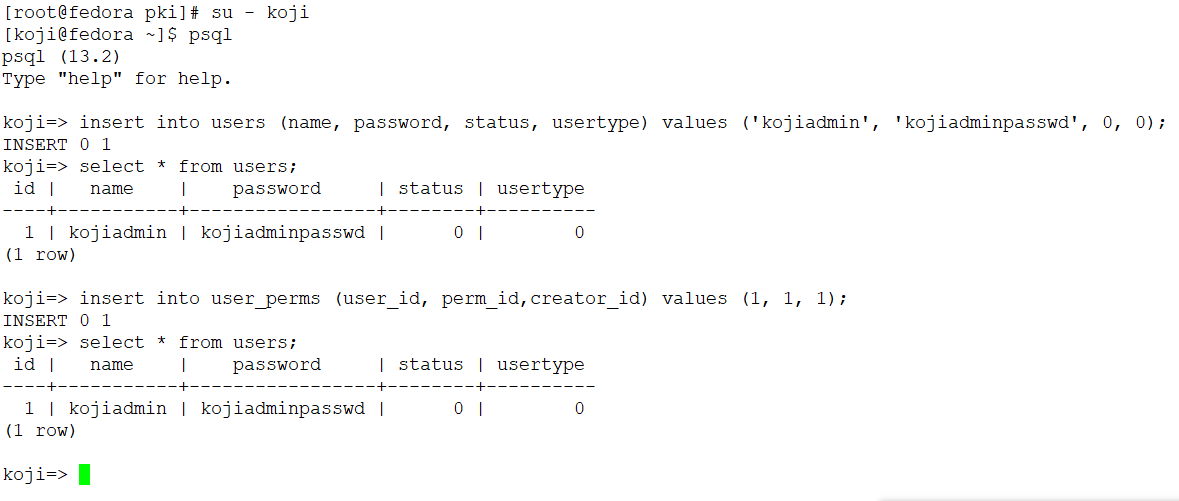 [root@fedora pki]# su - koji
[koji@fedora ~]$ psql
psql (13.2)
Type "help" for help.
koji=> insert into users (name, password, status, usertype) values ('kojiadmin', 'kojiadminpasswd', 0, 0);
INSERT 0 1
koji=> select * from users;
 id |   name    |    password     | status | usertype
----+-----------+-----------------+--------+----------
  1 | kojiadmin | kojiadminpasswd |      0 |        0
(1 row)
koji=> insert into user_perms (user_id, perm_id,creator_id) values (1, 1, 1);
INSERT 0 1
koji=> select * from users;
 id |   name    |    password     | status | usertype
----+-----------+-----------------+--------+----------
  1 | kojiadmin | kojiadminpasswd |      0 |        0
(1 row)
koji=>